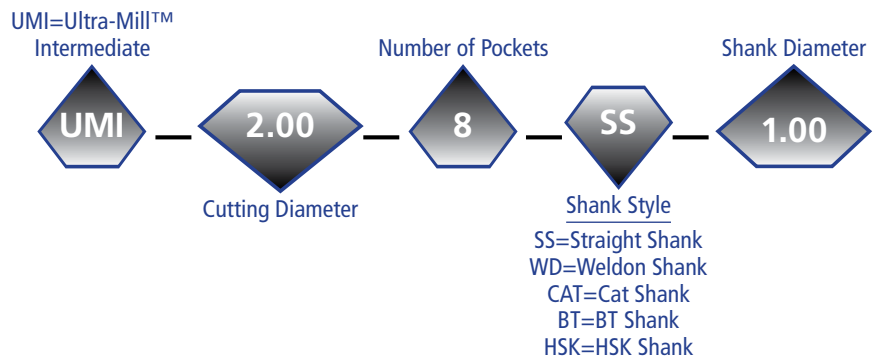 UMI=Ultra-Mill™
Intermediate
Number of Pockets
Shank Diameter
UMI – 2.00 – 8 – SS – 1.00
Cutting Diameter
Shank Style
SS=Straight Shank
WD=Weldon Shank
CAT=Cat Shank
BT=BT Shank
HSK=HSK Shank